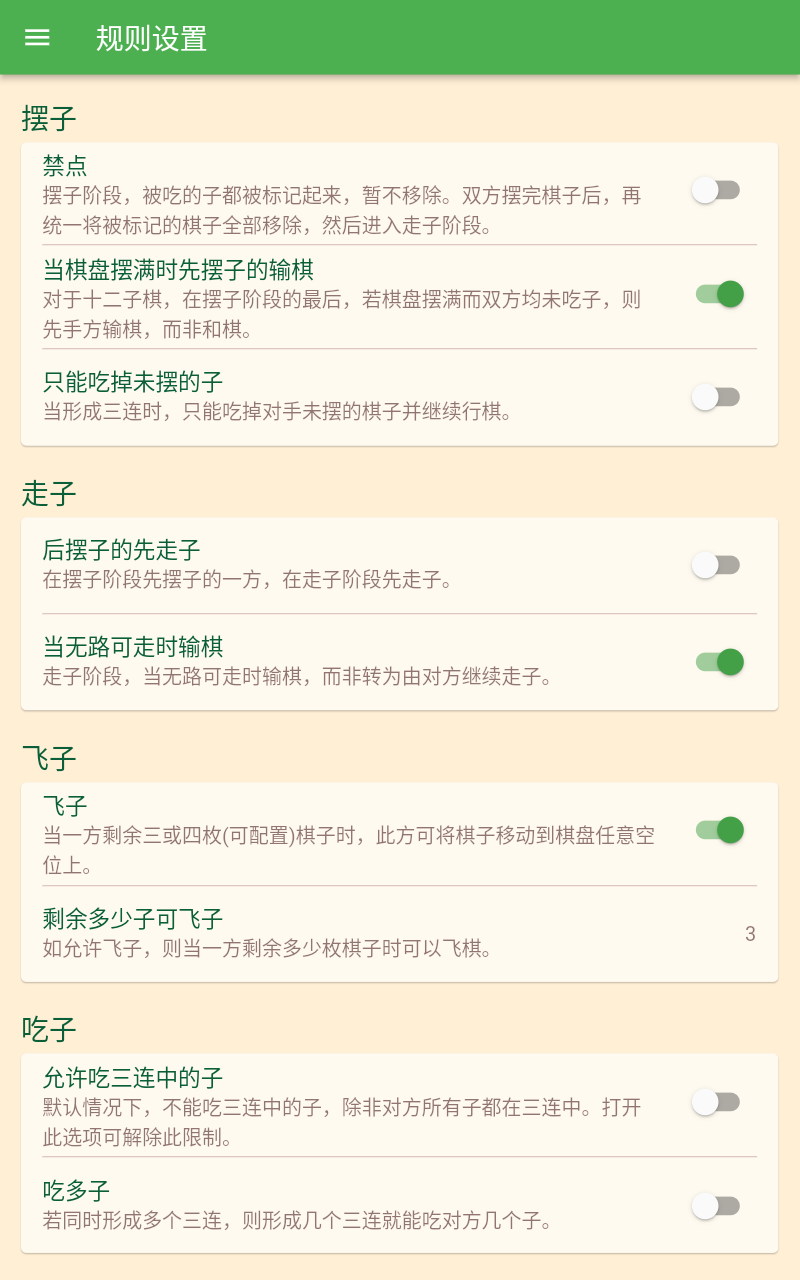 规则设置
摆子
禁点
摆子阶段，被吃的子都被标记起来，暂不移除。双方摆完棋子后，再
统一将被标记的棋子全部移除，然后进入走子阶段。
当棋盘摆满时先摆子的输棋
对于十二子棋，在摆子阶段的最后，若棋盘摆满而双方均未吃子，则
先手方输棋，而非和棋。
只能吃掉未摆的子
当形成三连时，只能吃掉对手未摆的棋子并继续行棋。
走子
后摆子的先走子
在摆子阶段先摆子的一方，在走子阶段先走子。
当无路可走时输棋
走子阶段，当无路可走时输棋，而非转为由对方继续走子。
飞子
飞子
当一方剩余三或四枚(可配置)棋子时，此方可将棋子移动到棋盘任意空
位上。
剩余多少子可飞子
如允许飞子，则当一方剩余多少枚棋子时可以飞棋。
3
吃子
允许吃三连中的子
默认情况下，不能吃三连中的子，除非对方所有子都在三连中。打开
此选项可解除此限制。
吃多子
若同时形成多个三连，则形成几个三连就能吃对方几个子。